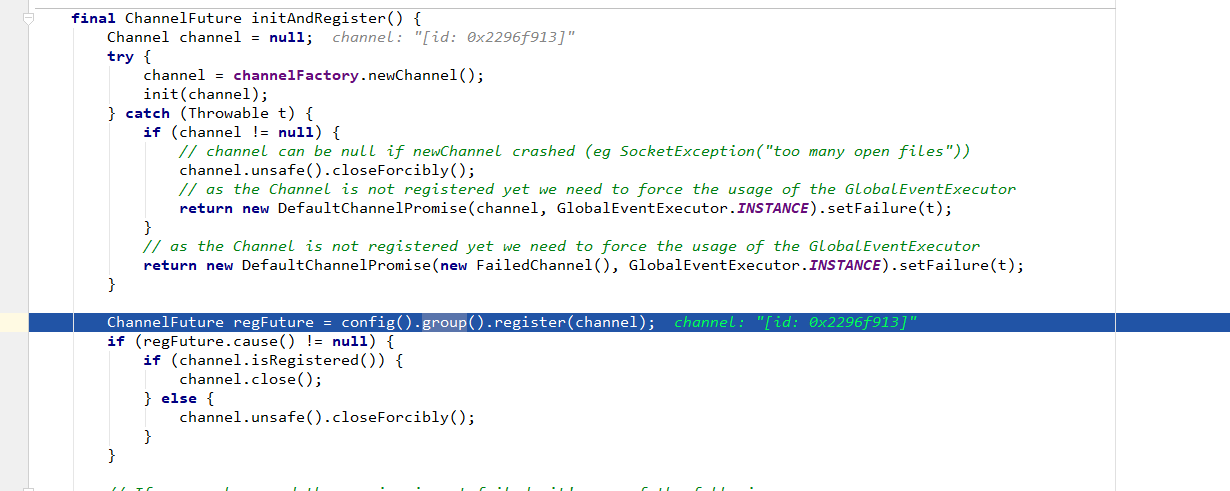 final ChannelFuture initAndRegister() {
Channel channel = null;  channel: "[id: 0x2296f913]"
try {
channel = channelFactory.newChannel();
init(channel);
} catch (Throwable t) {
if (channel != null) {
// channel can be null if newChannel crashed (eg SocketException("too many open files"))
channel.unsafe().closeForcibly();
// as the Channel is not registered yet we need to force the usage of the GlobalEventExecutor
return new DefaultChannelPromise(channel, GlobalEventExecutor.INSTANCE).setFailure(t);
}
// as the Channel is not registered yet we need to force the usage of the GlobalEventExecutor
return new DefaultChannelPromise(new FailedChannel(), GlobalEventExecutor.INSTANCE).setFailure(t);
}
ChannelFuture regFuture = config().group().register(channel);  channel: "[id: 0x2296f913]"
if (regFuture.cause() != null) {
if (channel.isRegistered()) {
channel.close();
} else {
channel.unsafe().closeForcibly();
}
}